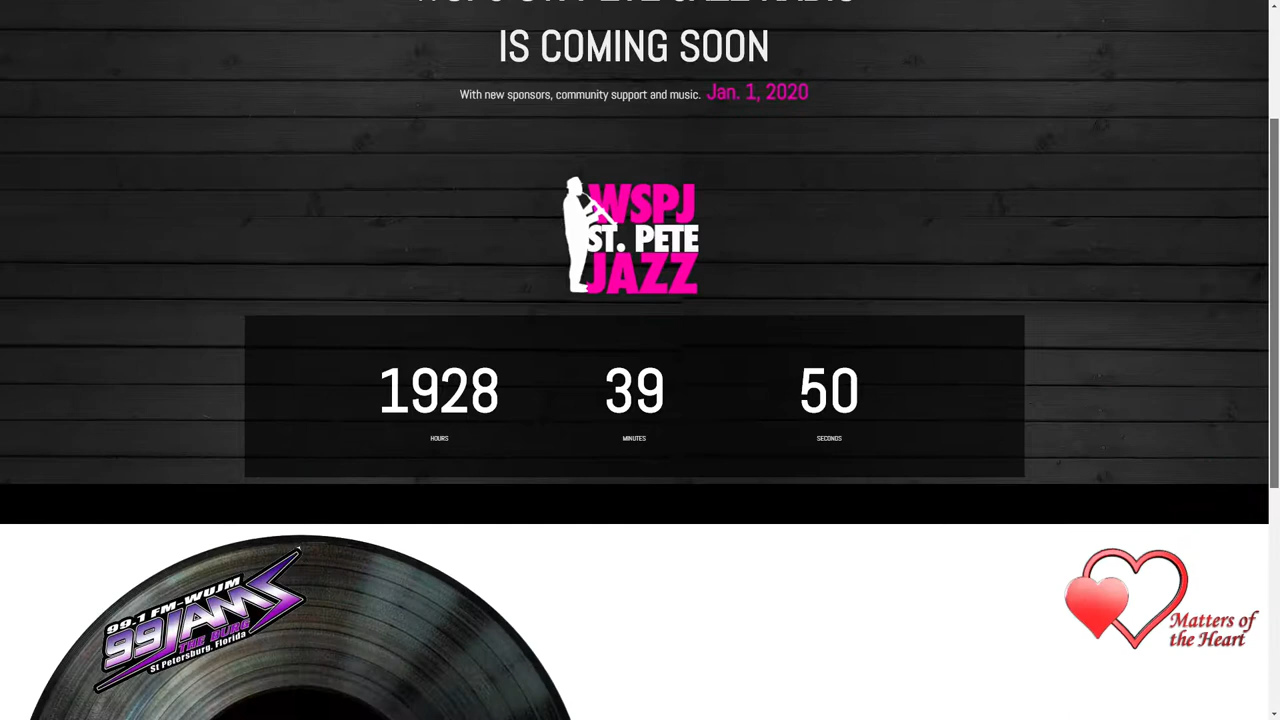 IS COMING SOON
With new sponsors, community support and music. Jan. 1, 2020
WSPJ
ST. PETE
JAZZ
1928 39 50
HOURS MINUTES SECONDS
99.1 FM-WUJM
99JAMS
THE BURG
St Petersburg, Florida
Matters of
the Heart